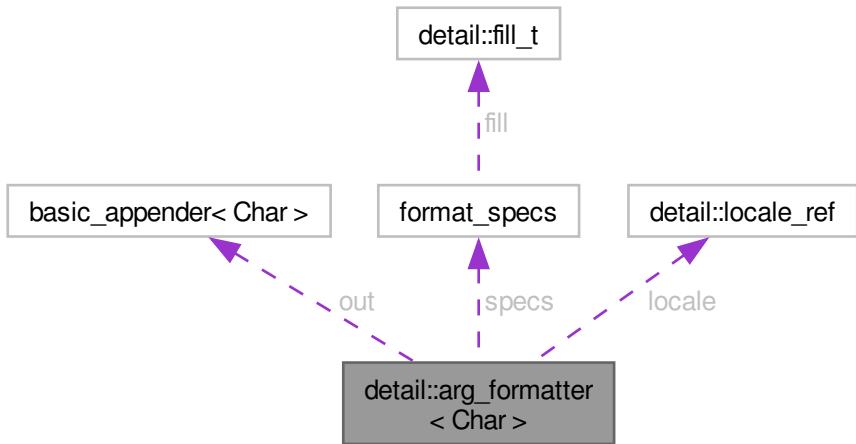 detail::fill_t
fill
basic_appender< Char >
format_specs
detail::locale_ref
out
specs
locale
detail::arg_formatter
< Char >